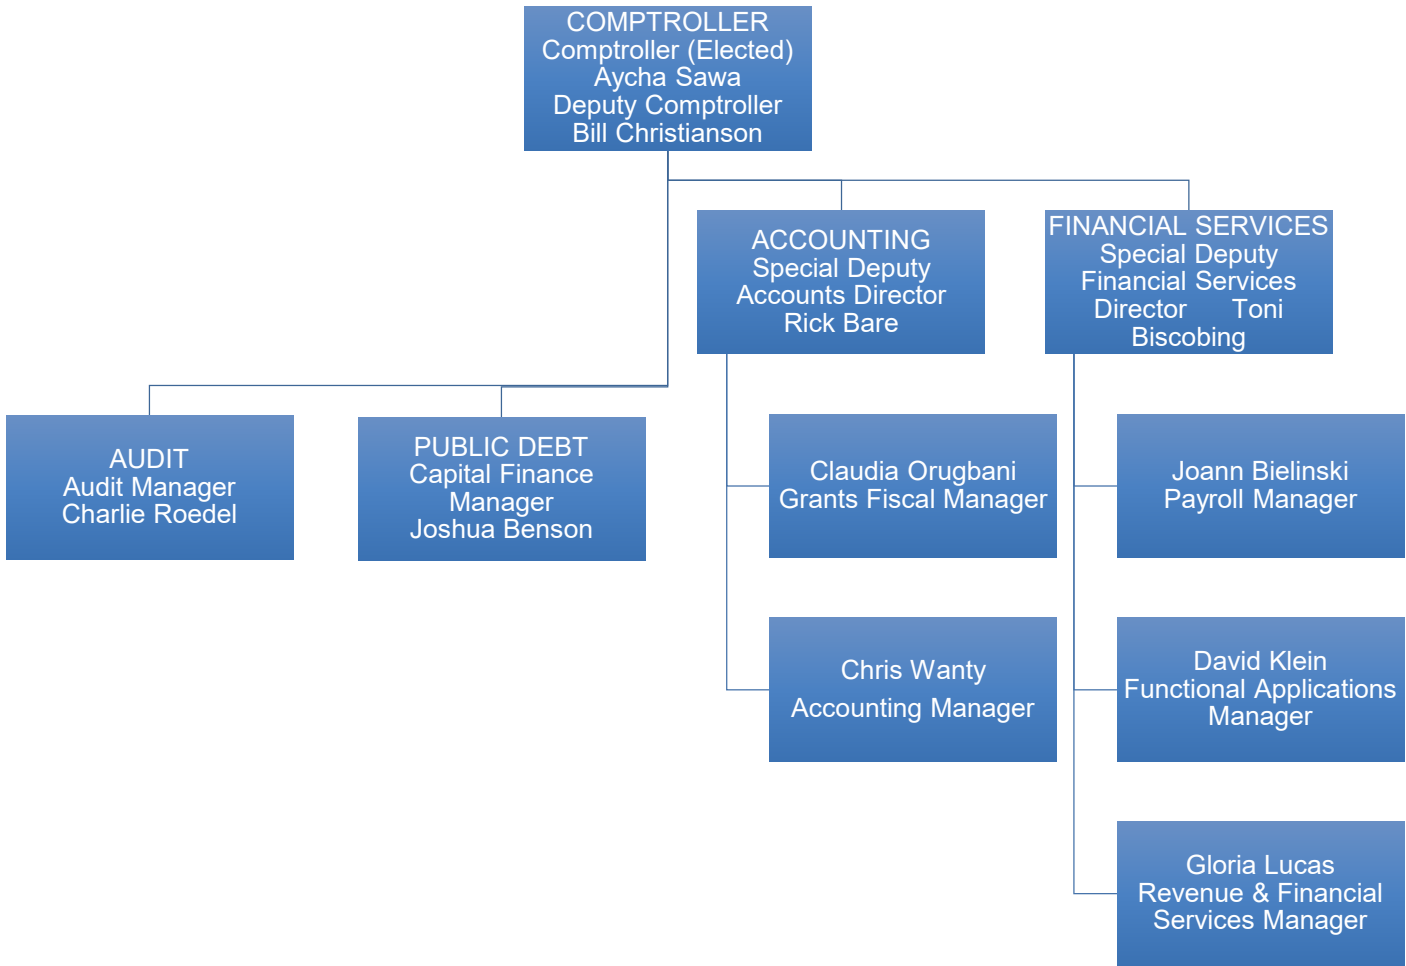 COMPTROLLER
Comptroller (Elected)
Aycha Sawa
Deputy Comptroller
Bill Christianson
ACCOUNTING
Special Deputy
Accounts Director
Rick Bare
FINANCIAL SERVICES
Special Deputy
Financial Services
Director Toni
Biscobing
AUDIT
Audit Manager
Charlie Roedel
PUBLIC DEBT
Capital Finance
Manager
Joshua Benson
Claudia Orugbani
Grants Fiscal Manager
Joann Bielinski
Payroll Manager
Chris Wanty
Accounting Manager
David Klein
Functional Applications
Manager
Gloria Lucas
Revenue & Financial
Services Manager